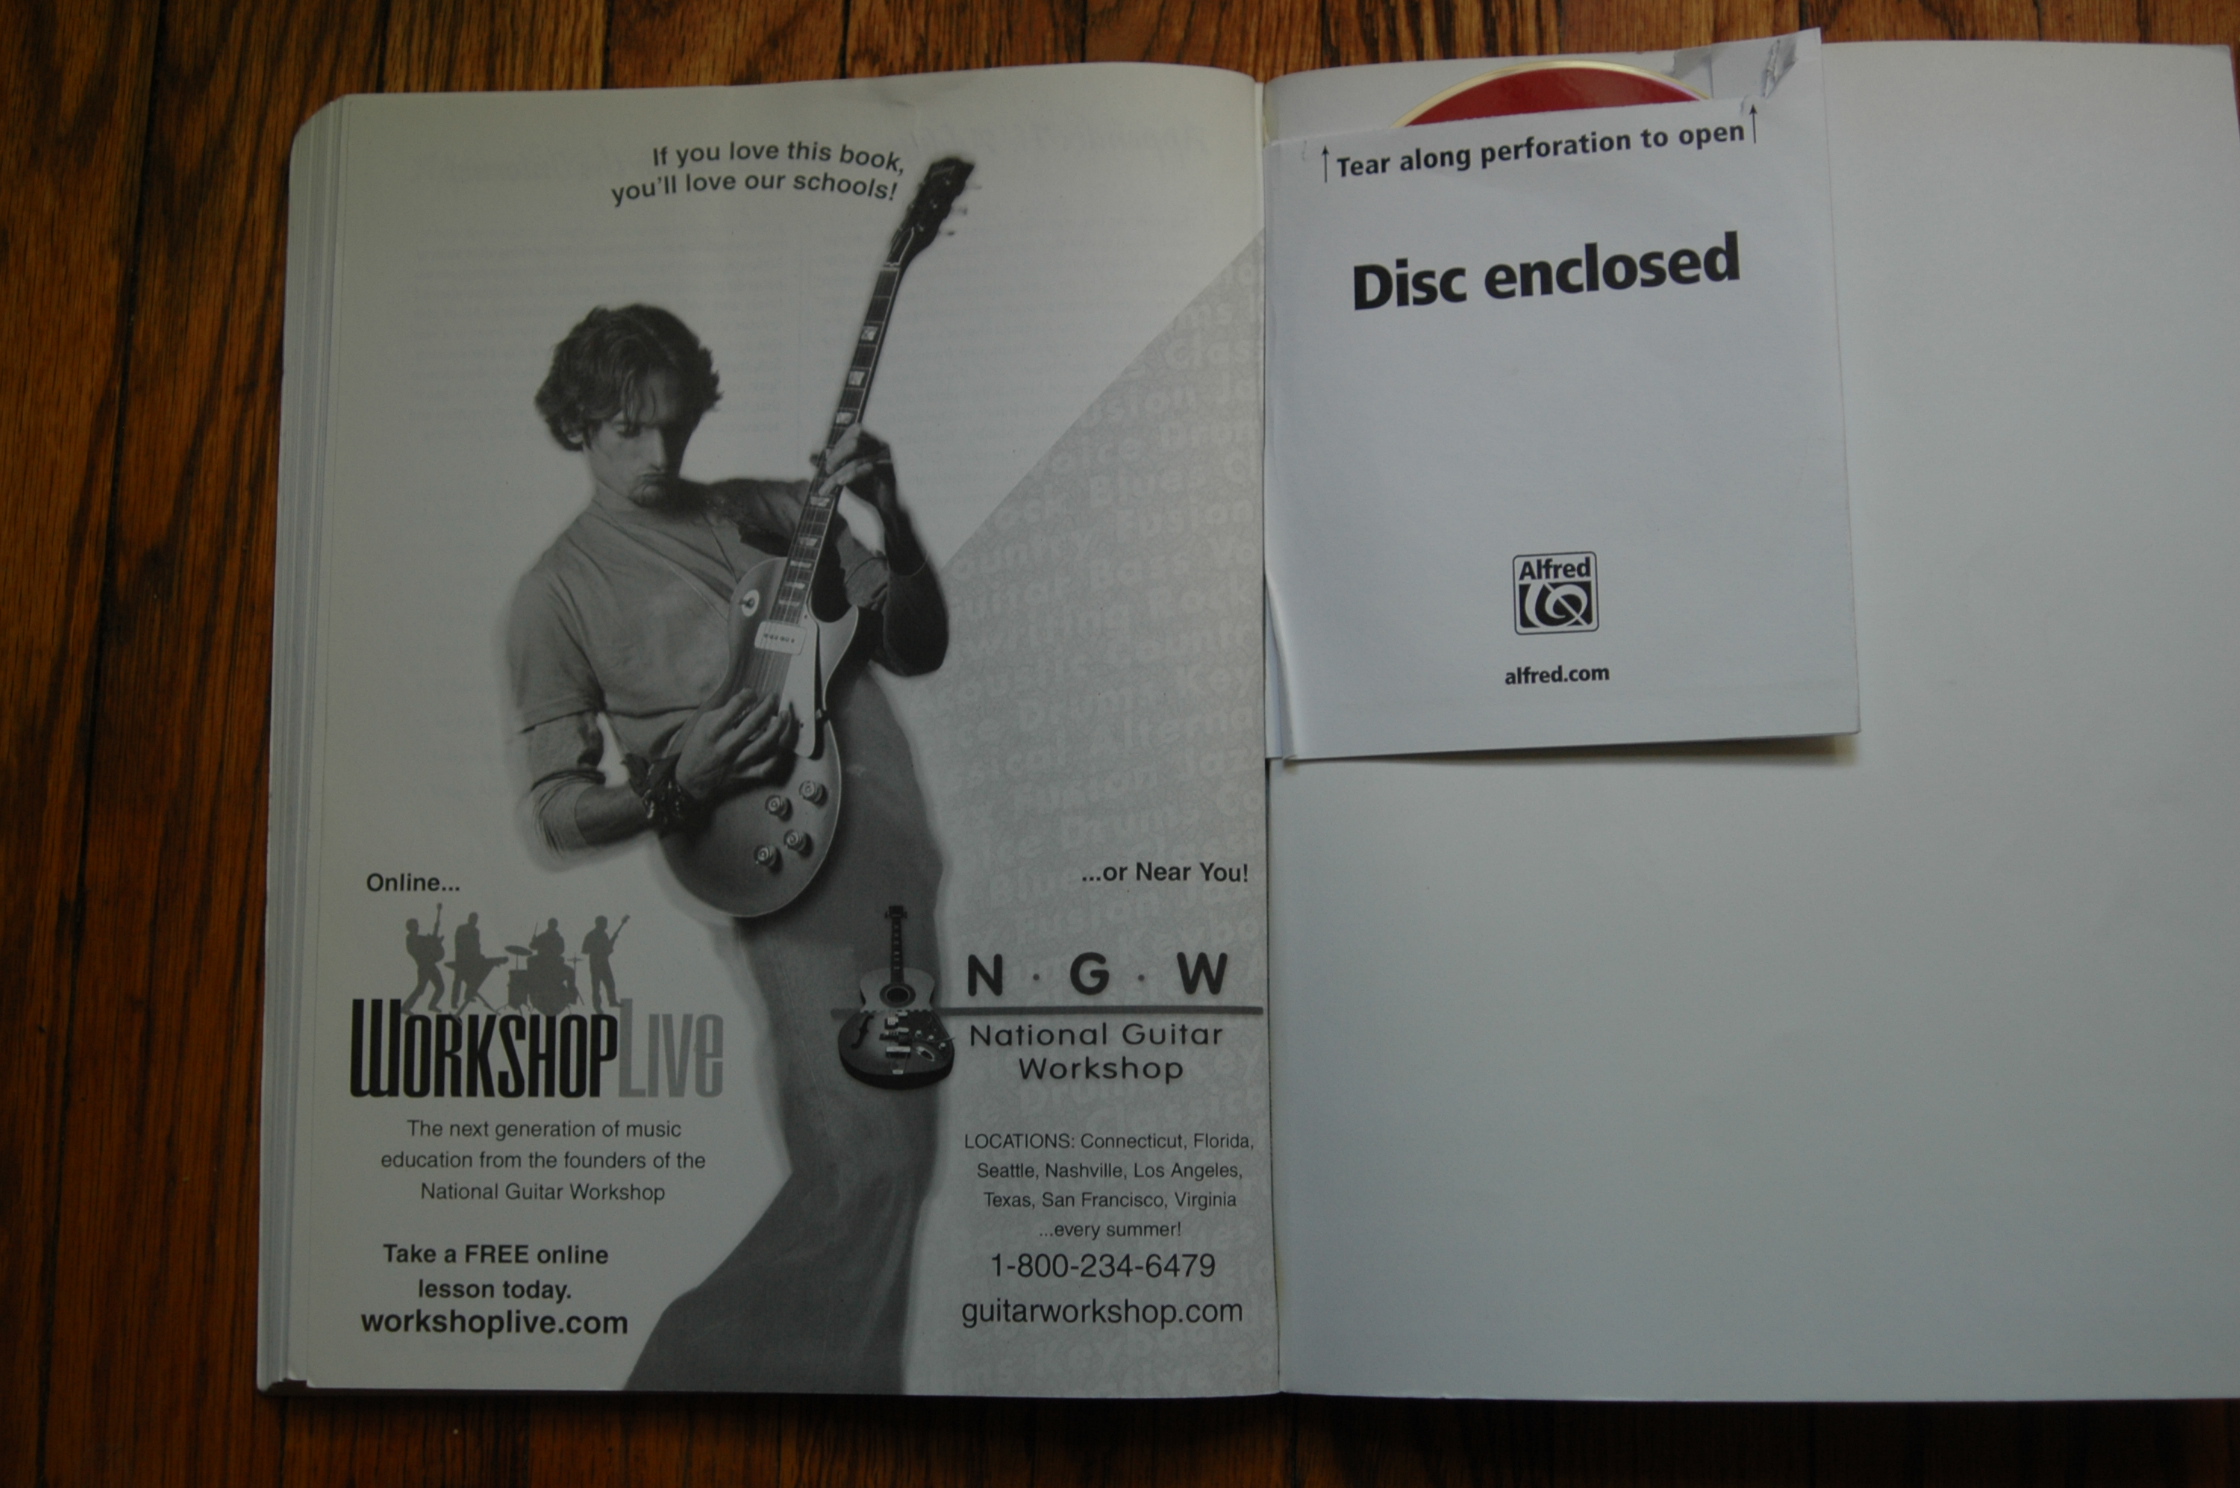 If you love this book,
you'll love our schools!
Online...
WORKSHOPLIVE
The next generation of music
education from the founders of the
National Guitar Workshop
Take a FREE online
lesson today.
workshoplive.com
...or Near You!
N · G · W
National Guitar
Workshop
LOCATIONS: Connecticut, Florida,
Seattle, Nashville, Los Angeles,
Texas, San Francisco, Virginia
...every summer!
1-800-234-6479
guitarworkshop.com
Tear along perforation to open
Disc enclosed
Alfred
alfred.com